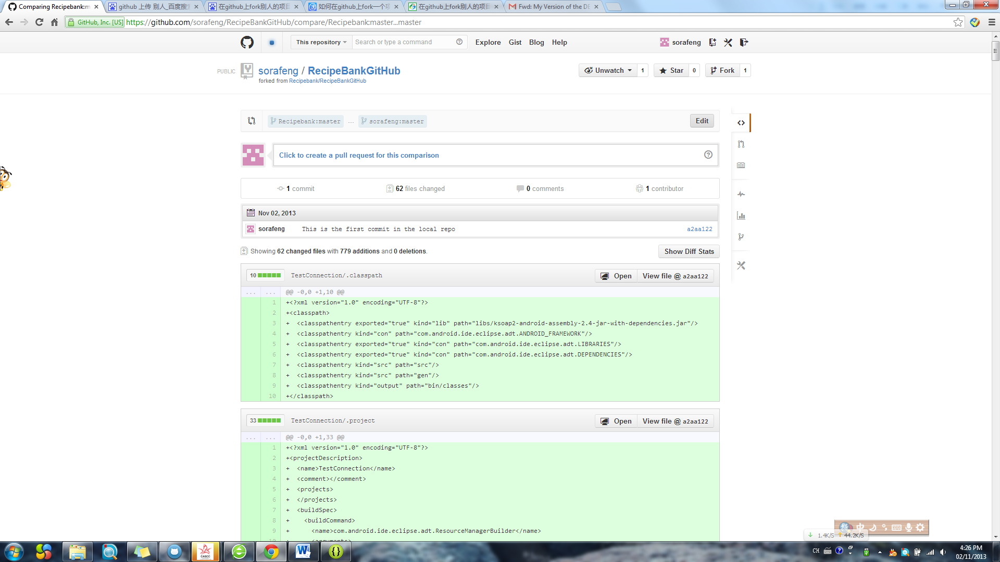 Comparing Recipebank:m
github 上传 别人_百度搜
在github上fork别人的项目
如何在github上fork一个项
在github上fork别人的项目
Fwd: My Version of the DE
GitHub, Inc. [US] https://github.com/sorafeng/RecipeBankGitHub/compare/Recipebank:master...master
This repository Search or type a command Explore Gist Blog Help sorafeng
PUBLIC sorafeng / RecipeBankGitHub Unwatch 1 Star 0 Fork 1
forked from Recipebank/RecipeBankGitHub
Recipebank:master ... sorafeng:master Edit
Click to create a pull request for this comparison
1 commit 62 files changed 0 comments 1 contributor
Nov 02, 2013
sorafeng This is the first commit in the local repo a2aa122
Showing 62 changed files with 779 additions and 0 deletions. Show Diff Stats
10 TestConnection/.classpath Open View file @ a2aa122
... ... @@ -0,0 +1,10 @@
1 +<?xml version="1.0" encoding="UTF-8"?>
2 +<classpath>
3 + <classpathentry exported="true" kind="lib" path="libs/ksoap2-android-assembly-2.4-jar-with-dependencies.jar"/>
4 + <classpathentry kind="con" path="com.android.ide.eclipse.adt.ANDROID_FRAMEWORK"/>
5 + <classpathentry exported="true" kind="con" path="com.android.ide.eclipse.adt.LIBRARIES"/>
6 + <classpathentry exported="true" kind="con" path="com.android.ide.eclipse.adt.DEPENDENCIES"/>
7 + <classpathentry kind="src" path="src"/>
8 + <classpathentry kind="src" path="gen"/>
9 + <classpathentry kind="output" path="bin/classes"/>
10 +</classpath>
33 TestConnection/.project Open View file @ a2aa122
... ... @@ -0,0 +1,33 @@
1 +<?xml version="1.0" encoding="UTF-8"?>
2 +<projectDescription>
3 + <name>TestConnection</name>
4 + <comment></comment>
5 + <projects>
6 + </projects>
7 + <buildSpec>
8 + <buildCommand>
9 + <name>com.android.ide.eclipse.adt.ResourceManagerBuilder</name>
10 + <arguments>
中
1.4K/S 44.2K/S
CASCC
CH
4:26 PM
02/11/2013